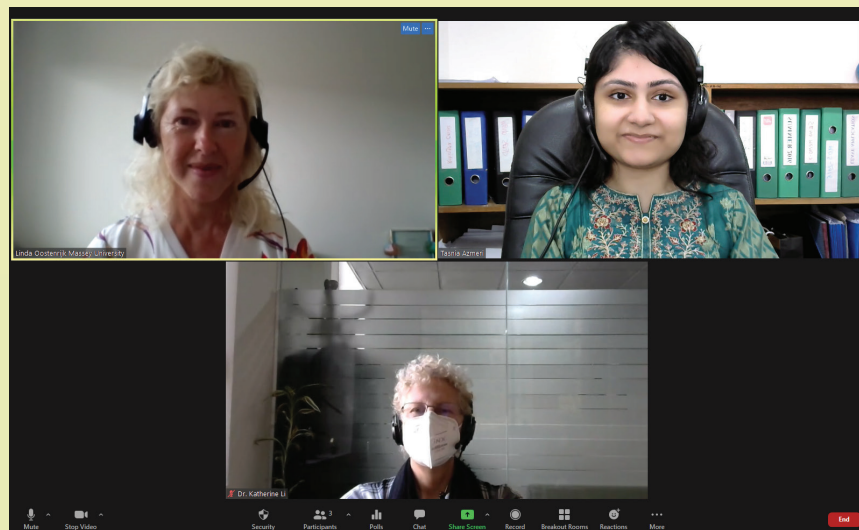 Mute ...
Linda Oostenrijk Massey University
Tasnia Azmeri
Dr. Katherine Li
Mute
Stop Video
Security
Participants
3
Polls
Chat
Share Screen
Record
Breakout Rooms
Reactions
More
End